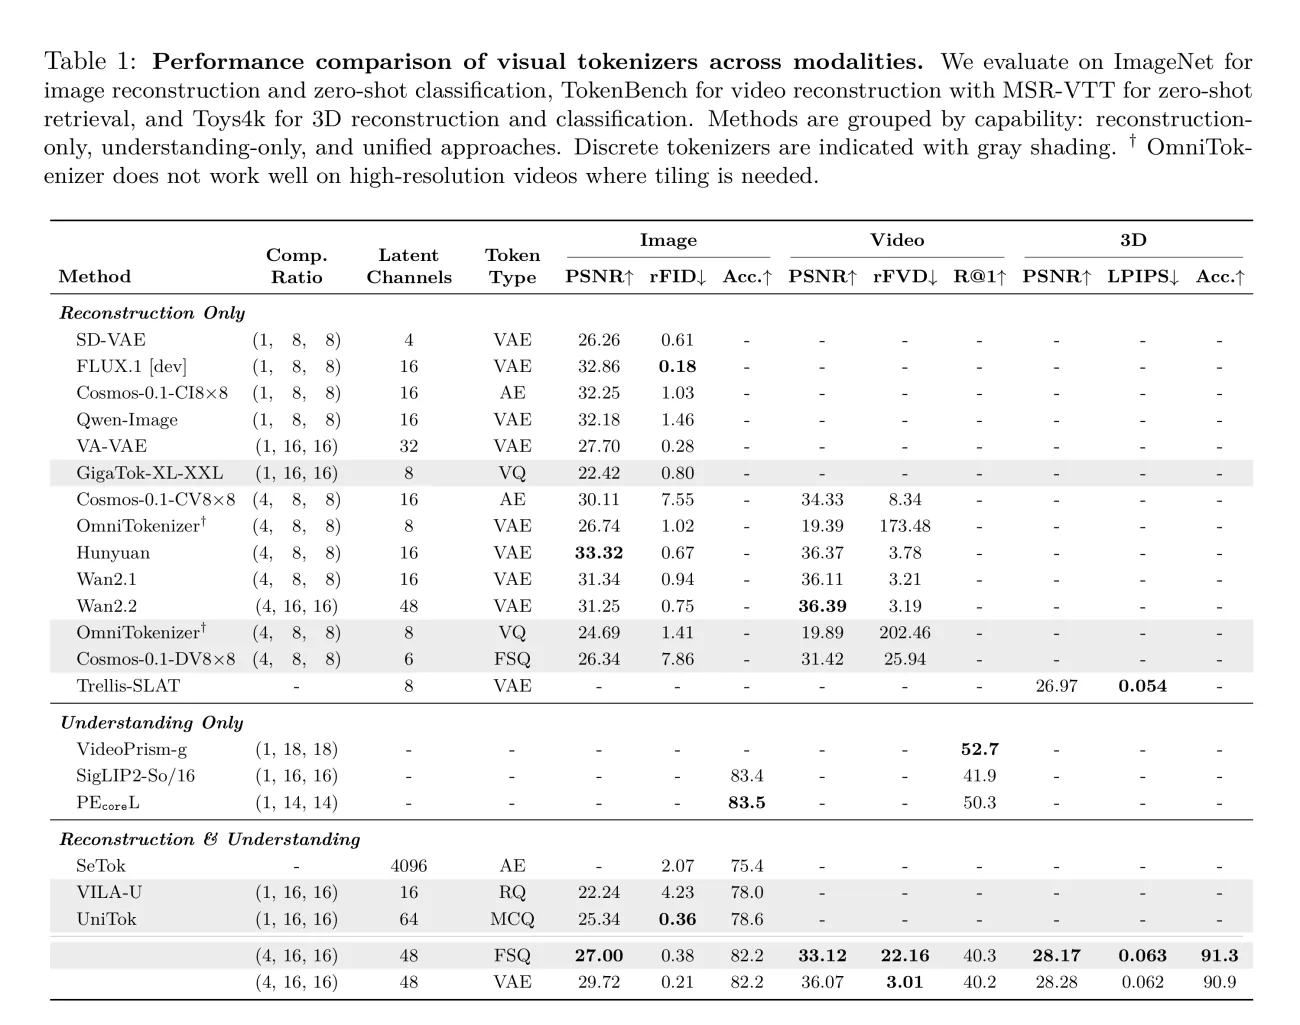 Table 1: Performance comparison of visual tokenizers across modalities. We evaluate on ImageNet for
image reconstruction and zero-shot classification, TokenBench for video reconstruction with MSR-VTT for zero-shot
retrieval, and Toys4k for 3D reconstruction and classification. Methods are grouped by capability: reconstruction-
only, understanding-only, and unified approaches. Discrete tokenizers are indicated with gray shading. † OmniTok-
enizer does not work well on high-resolution videos where tiling is needed.
Image Video 3D
Comp. Latent Token
Method Ratio Channels Type PSNR↑ rFID↓ Acc.↑ PSNR↑ rFVD↓ R@1↑ PSNR↑ LPIPS↓ Acc.↑
Reconstruction Only
SD-VAE (1, 8, 8) 4 VAE 26.26 0.61 - - - - - - -
FLUX.1 [dev] (1, 8, 8) 16 VAE 32.86 0.18 - - - - - - -
Cosmos-0.1-CI8×8 (1, 8, 8) 16 AE 32.25 1.03 - - - - - - -
Qwen-Image (1, 8, 8) 16 VAE 32.18 1.46 - - - - - - -
VA-VAE (1, 16, 16) 32 VAE 27.70 0.28 - - - - - - -
GigaTok-XL-XXL (1, 16, 16) 8 VQ 22.42 0.80 - - - - - - -
Cosmos-0.1-CV8×8 (4, 8, 8) 16 AE 30.11 7.55 - 34.33 8.34 - - - -
OmniTokenizer† (4, 8, 8) 8 VAE 26.74 1.02 - 19.39 173.48 - - - -
Hunyuan (4, 8, 8) 16 VAE 33.32 0.67 - 36.37 3.78 - - - -
Wan2.1 (4, 8, 8) 16 VAE 31.34 0.94 - 36.11 3.21 - - - -
Wan2.2 (4, 16, 16) 48 VAE 31.25 0.75 - 36.39 3.19 - - - -
OmniTokenizer† (4, 8, 8) 8 VQ 24.69 1.41 - 19.89 202.46 - - - -
Cosmos-0.1-DV8×8 (4, 8, 8) 6 FSQ 26.34 7.86 - 31.42 25.94 - - - -
Trellis-SLAT - 8 VAE - - - - - - 26.97 0.054 -
Understanding Only
VideoPrism-g (1, 18, 18) - - - - - - - 52.7 - - -
SigLIP2-So/16 (1, 16, 16) - - - - 83.4 - - 41.9 - - -
PEcoreL (1, 14, 14) - - - - 83.5 - - 50.3 - - -
Reconstruction & Understanding
SeTok - 4096 AE - 2.07 75.4 - - - - - -
VILA-U (1, 16, 16) 16 RQ 22.24 4.23 78.0 - - - - - -
UniTok (1, 16, 16) 64 MCQ 25.34 0.36 78.6 - - - - - -
(4, 16, 16) 48 FSQ 27.00 0.38 82.2 33.12 22.16 40.3 28.17 0.063 91.3
(4, 16, 16) 48 VAE 29.72 0.21 82.2 36.07 3.01 40.2 28.28 0.062 90.9